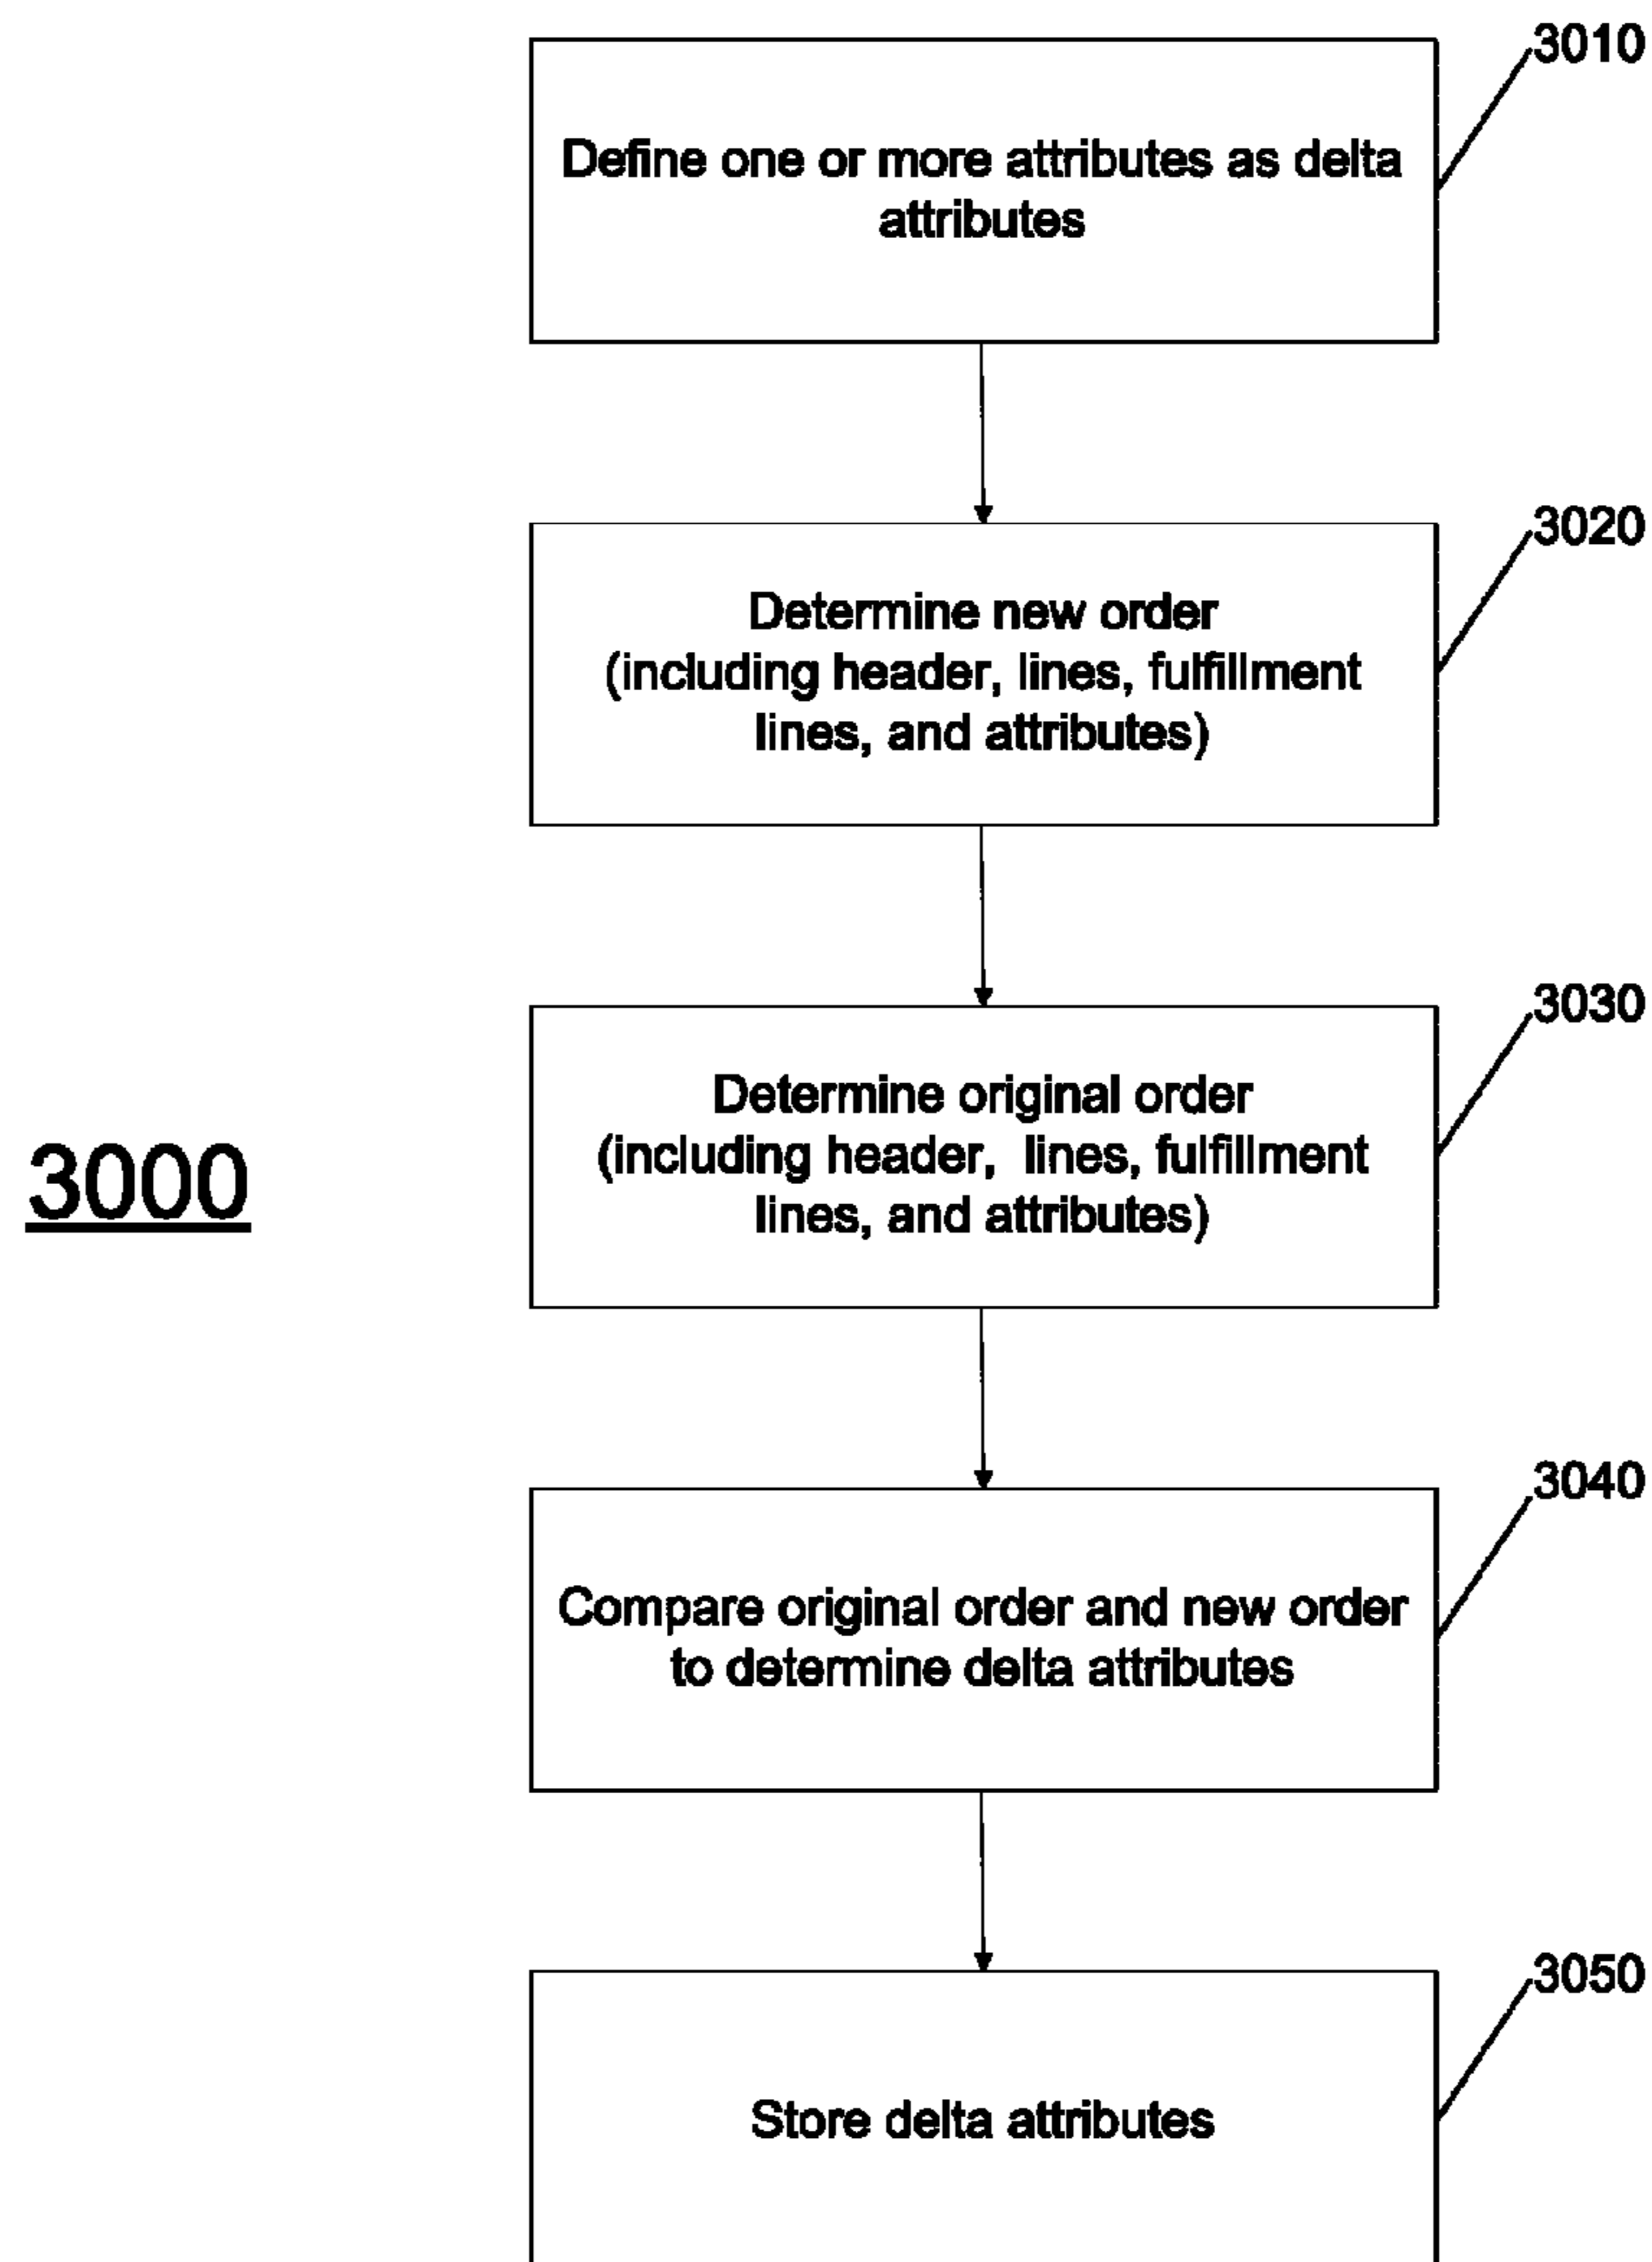 3010
Define one or more attributes as delta
attributes
3020
Determine new order
(including header, lines, fulfillment
lines, and attributes)
3030
Determine original order
(including header, lines, fulfillment
lines, and attributes)
3000
3040
Compare original order and new order
to determine delta attributes
3050
Store delta attributes